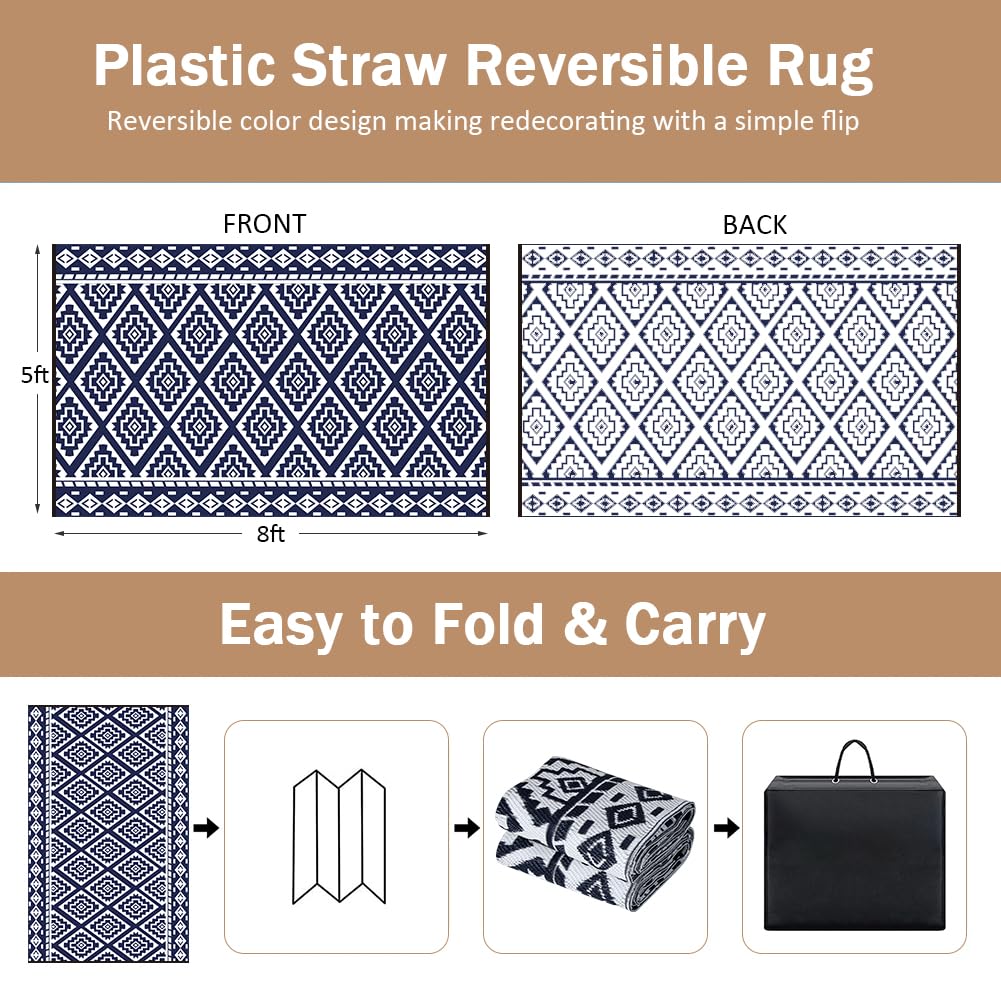 Plastic Straw Reversible Rug
Reversible color design making redecorating with a simple flip
FRONT
BACK
5ft
8ft
Easy to Fold & Carry